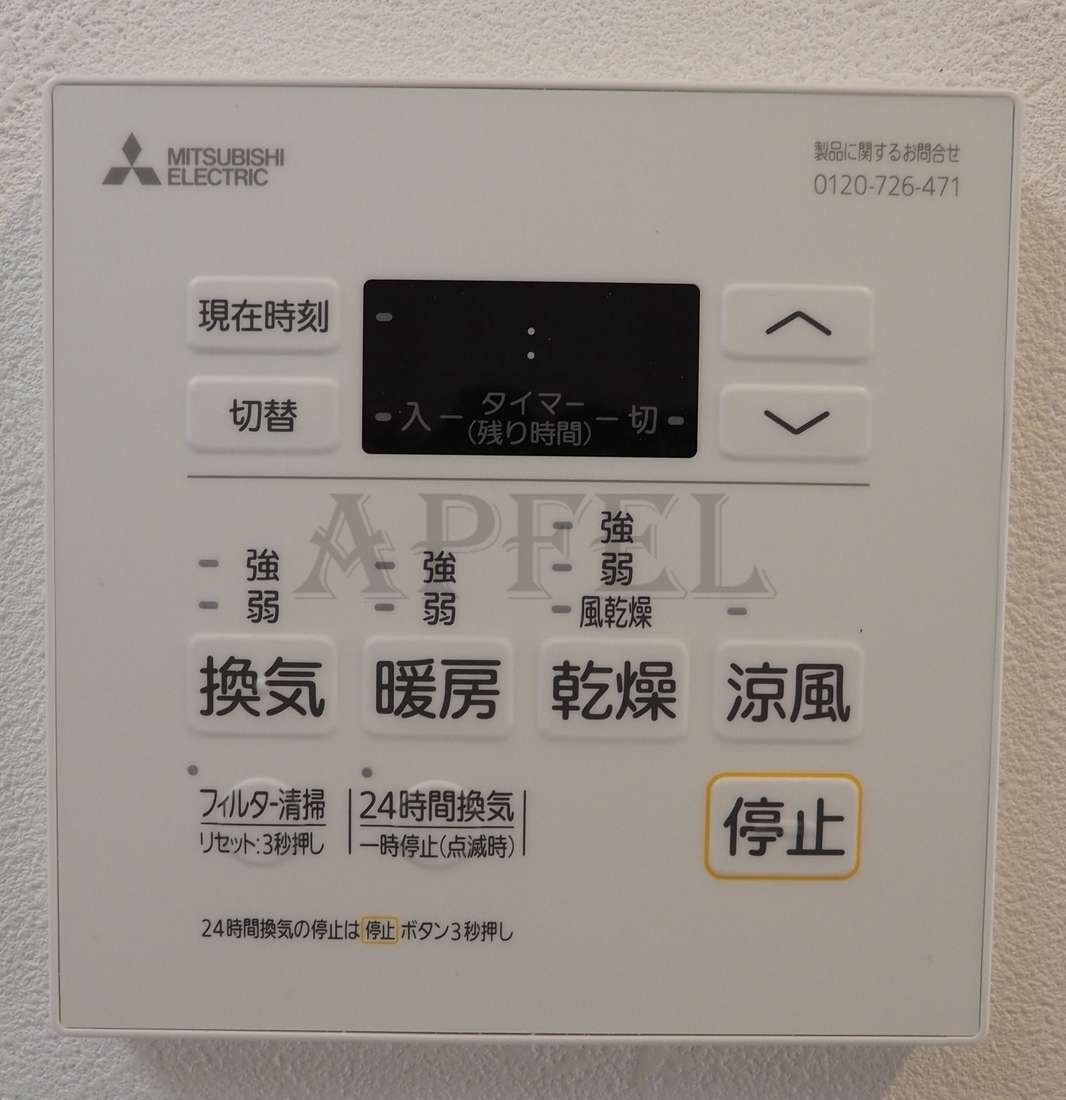 MITSUBISHI
ELECTRIC
製品に関するお問合せ
0120-726-471
現在時刻
切替
:
入 タイマー 切
(残り時間)
APFEL
強
弱
強
弱
強
弱
風乾燥
換気
暖房
乾燥
涼風
フィルター清掃
リセット:3秒押し
24時間換気
一時停止(点滅時)
停止
24時間換気の停止は 停止 ボタン3秒押し